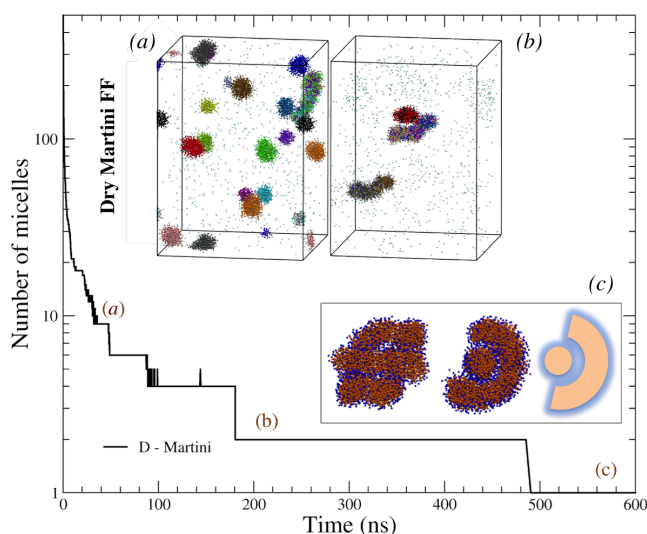 (a)
(b)
Dry Martini FF
Number of micelles
100
10
1
(a)
(c)
(b)
D - Martini
(c)
0
100
200
300
400
500
600
Time (ns)